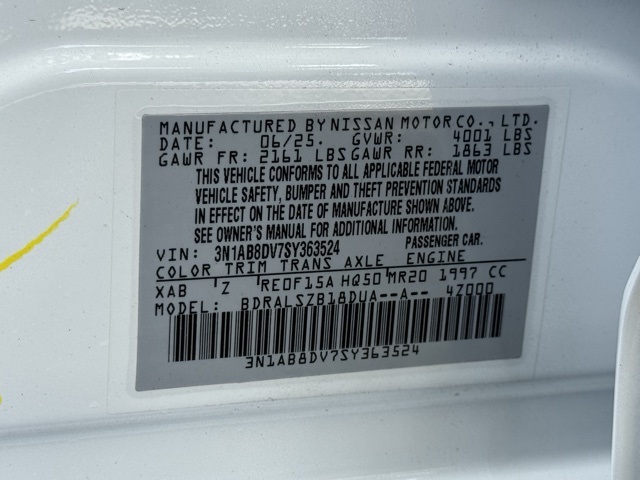 MANUFACTURED BY NISSAN MOTOR CO., LTD.
DATE: 06/25. GVWR: 4001 LBS
GAWR FR: 2161 LBS GAWR RR: 1863 LBS
THIS VEHICLE CONFORMS TO ALL APPLICABLE FEDERAL MOTOR
VEHICLE SAFETY, BUMPER AND THEFT PREVENTION STANDARDS
IN EFFECT ON THE DATE OF MANUFACTURE SHOWN ABOVE.
SEE OWNER'S MANUAL FOR ADDITIONAL INFORMATION.
VIN: 3N1AB8DV7SY363524 PASSENGER CAR.
COLOR TRIM TRANS AXLE ENGINE
XAB Z RE0F15A HQ50 MR20 1997 CC
MODEL: BDRALSZB18DUA--A-- 4Z000
3N1AB8DV7SY363524